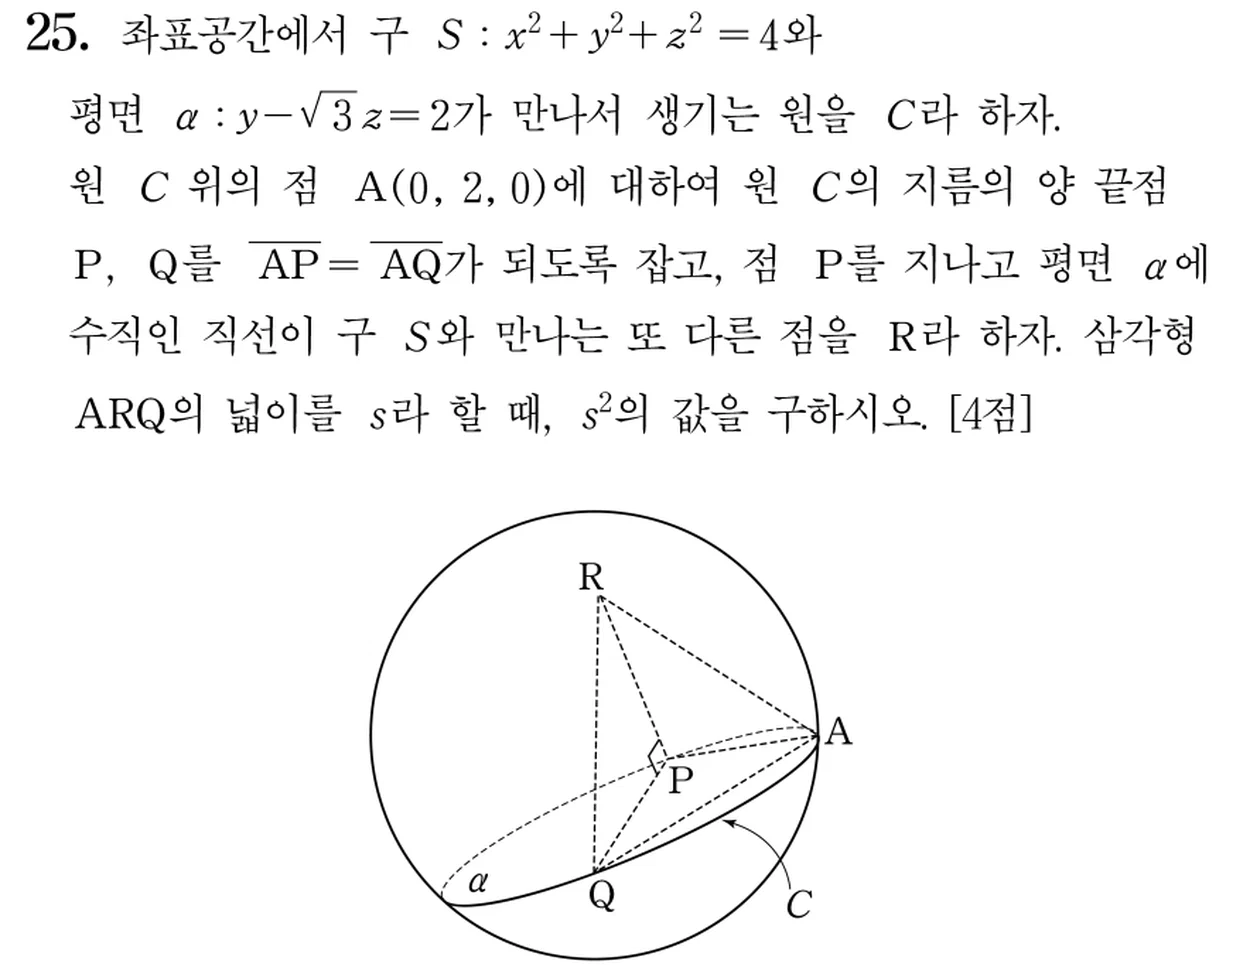 25. 좌표공간에서 구 S : x² + y² + z² = 4와
평면 α : y − √3 z = 2가 만나서 생기는 원을 C라 하자.
원 C 위의 점 A(0, 2, 0)에 대하여 원 C의 지름의 양 끝점
P, Q를 A̅P̅ = A̅Q̅가 되도록 잡고, 점 P를 지나고 평면 α에
수직인 직선이 구 S와 만나는 또 다른 점을 R라 하자. 삼각형
ARQ의 넓이를 s라 할 때, s²의 값을 구하시오. [4점]
R
A
P
α
Q
C